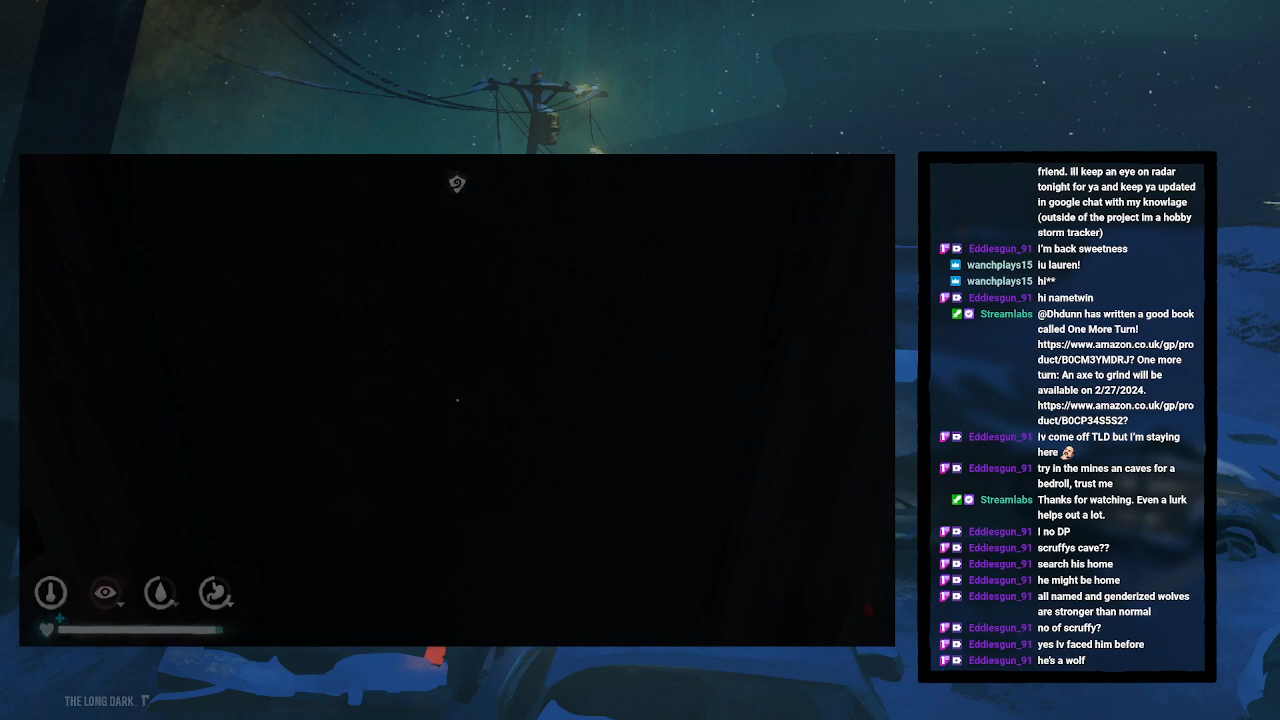 friend. ill keep an eye on radar
tonight for ya and keep ya updated
in google chat with my knowlage
(outside of the project im a hobby
storm tracker)
Eddiesgun_91 I'm back sweetness
wanchplays15 iu lauren!
wanchplays15 hi**
Eddiesgun_91 hi nametwin
Streamlabs @Dhdunn has written a good book
called One More Turn!
https://www.amazon.co.uk/gp/pro
duct/B0CM3YMDRJ? One more
turn: An axe to grind will be
available on 2/27/2024.
https://www.amazon.co.uk/gp/pro
duct/B0CP34S5S2?
Eddiesgun_91 Iv come off TLD but I'm staying
here
Eddiesgun_91 try in the mines an caves for a
bedroll, trust me
Streamlabs Thanks for watching. Even a lurk
helps out a lot.
Eddiesgun_91 I no DP
Eddiesgun_91 scruffys cave??
Eddiesgun_91 search his home
Eddiesgun_91 he might be home
Eddiesgun_91 all named and genderized wolves
are stronger than normal
Eddiesgun_91 no of scruffy?
Eddiesgun_91 yes Iv faced him before
Eddiesgun_91 he's a wolf
THE LONG DARK